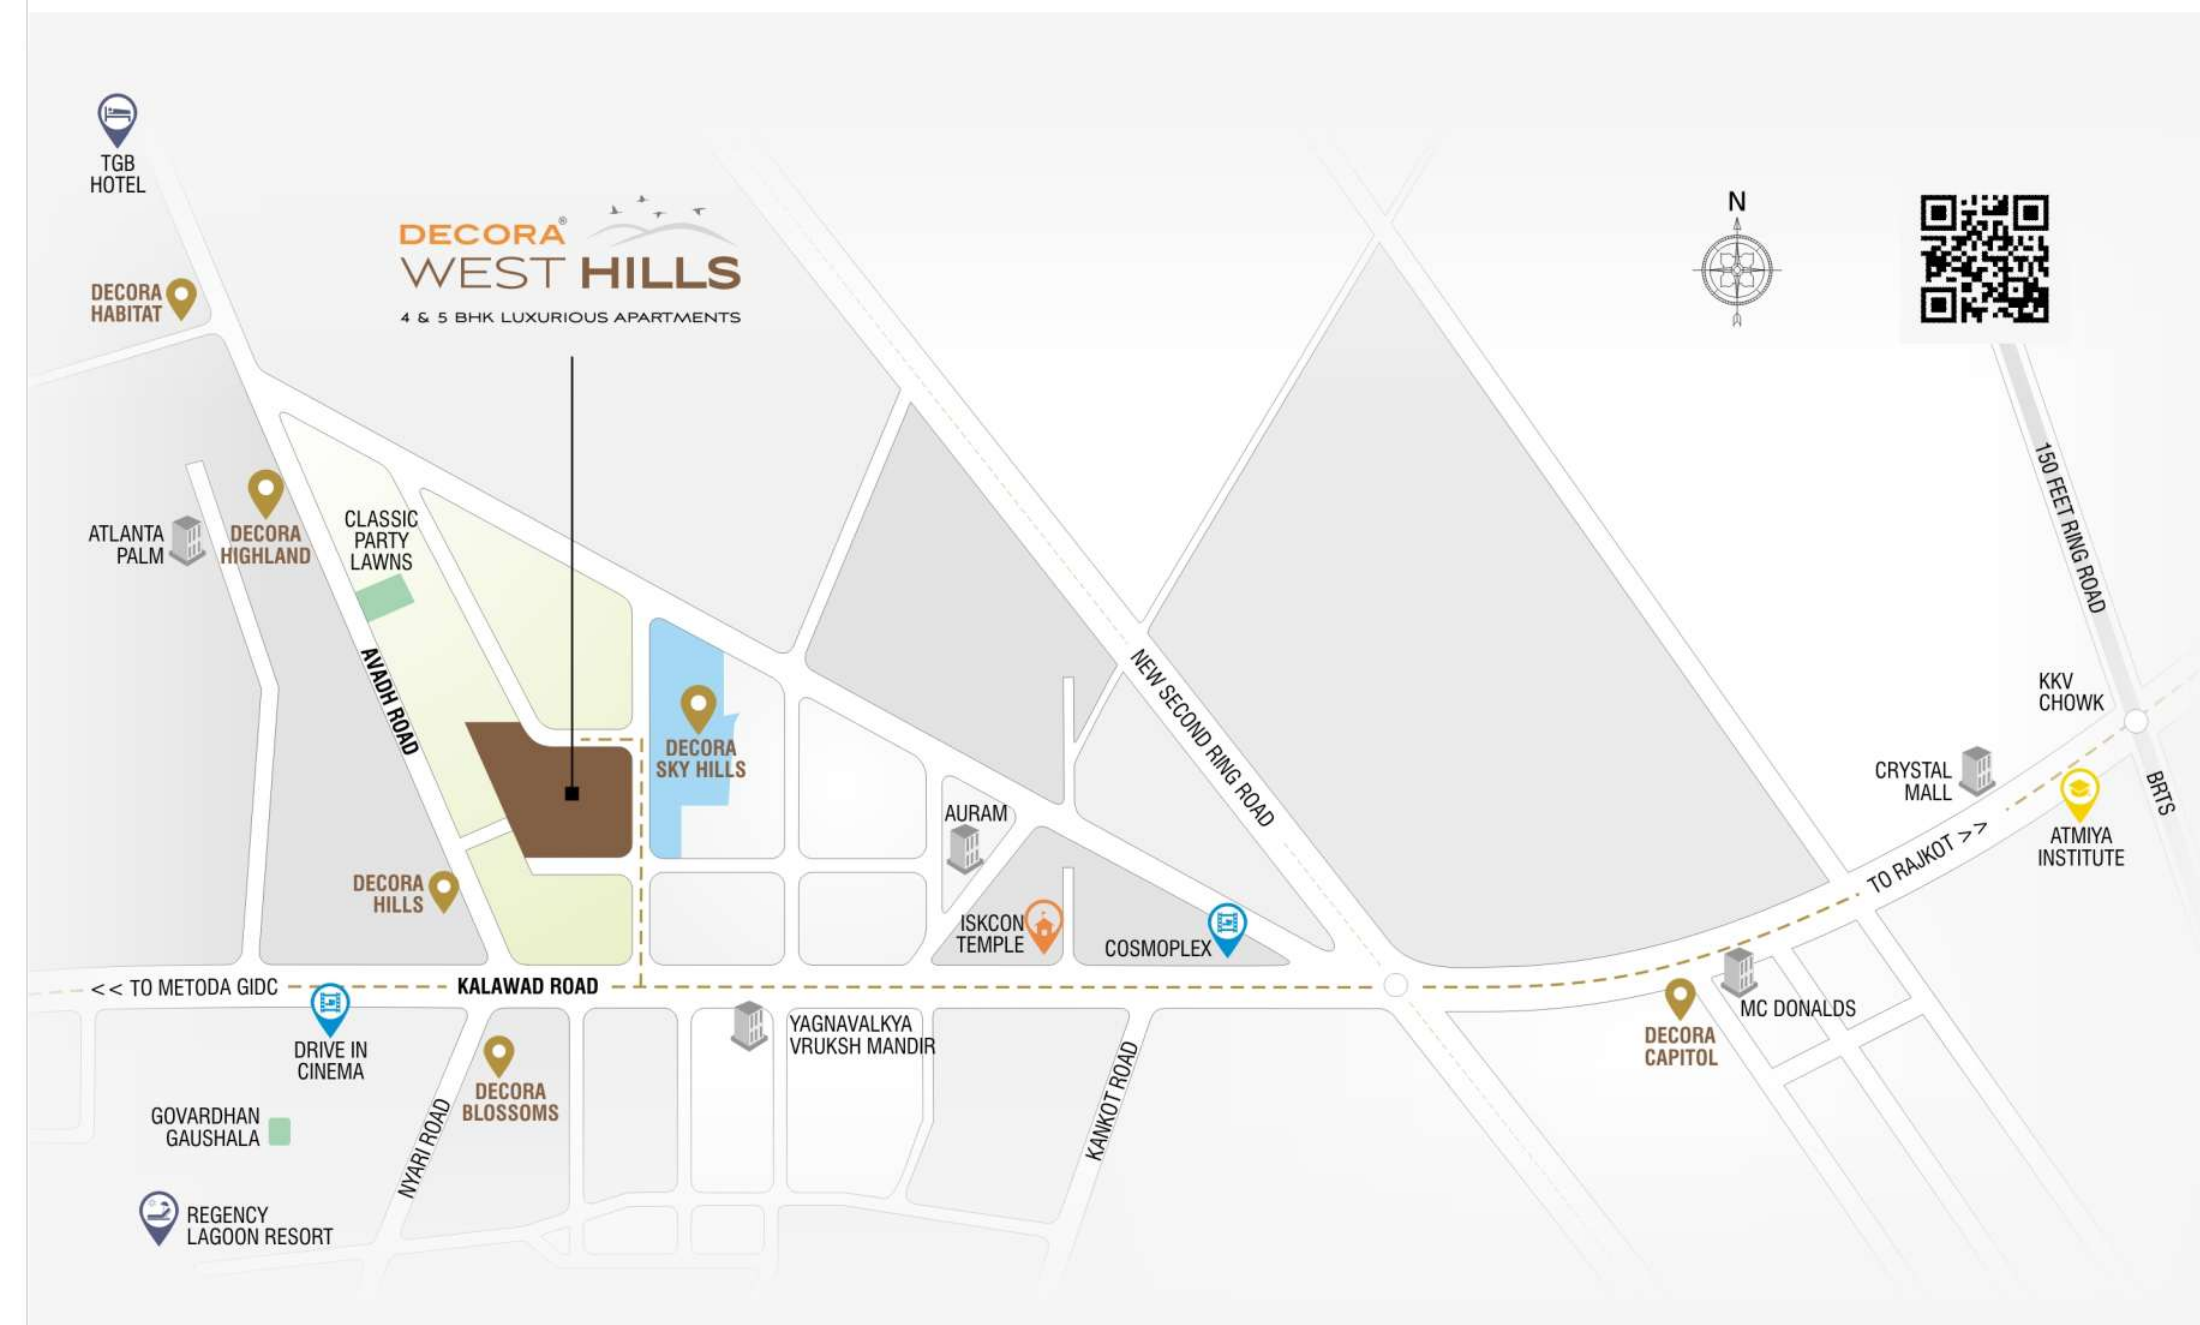 TGB
HOTEL
DECORA®
WEST HILLS
4 & 5 BHK LUXURIOUS APARTMENTS
N
DECORA
HABITAT
150 FEET RING ROAD
ATLANTA
PALM
DECORA
HIGHLAND
CLASSIC
PARTY
LAWNS
AVADH ROAD
NEW SECOND RING ROAD
DECORA
SKY HILLS
KKV
CHOWK
CRYSTAL
MALL
BRTS
ATMIYA
INSTITUTE
TO RAJKOT >>
AURAM
DECORA
HILLS
ISKCON
TEMPLE
COSMOPLEX
<< TO METODA GIDC
KALAWAD ROAD
DRIVE IN
CINEMA
YAGNAVALKYA
VRUKSH MANDIR
MC DONALDS
DECORA
CAPITOL
DECORA
BLOSSOMS
KANKOT ROAD
NYARI ROAD
GOVARDHAN
GAUSHALA
REGENCY
LAGOON RESORT